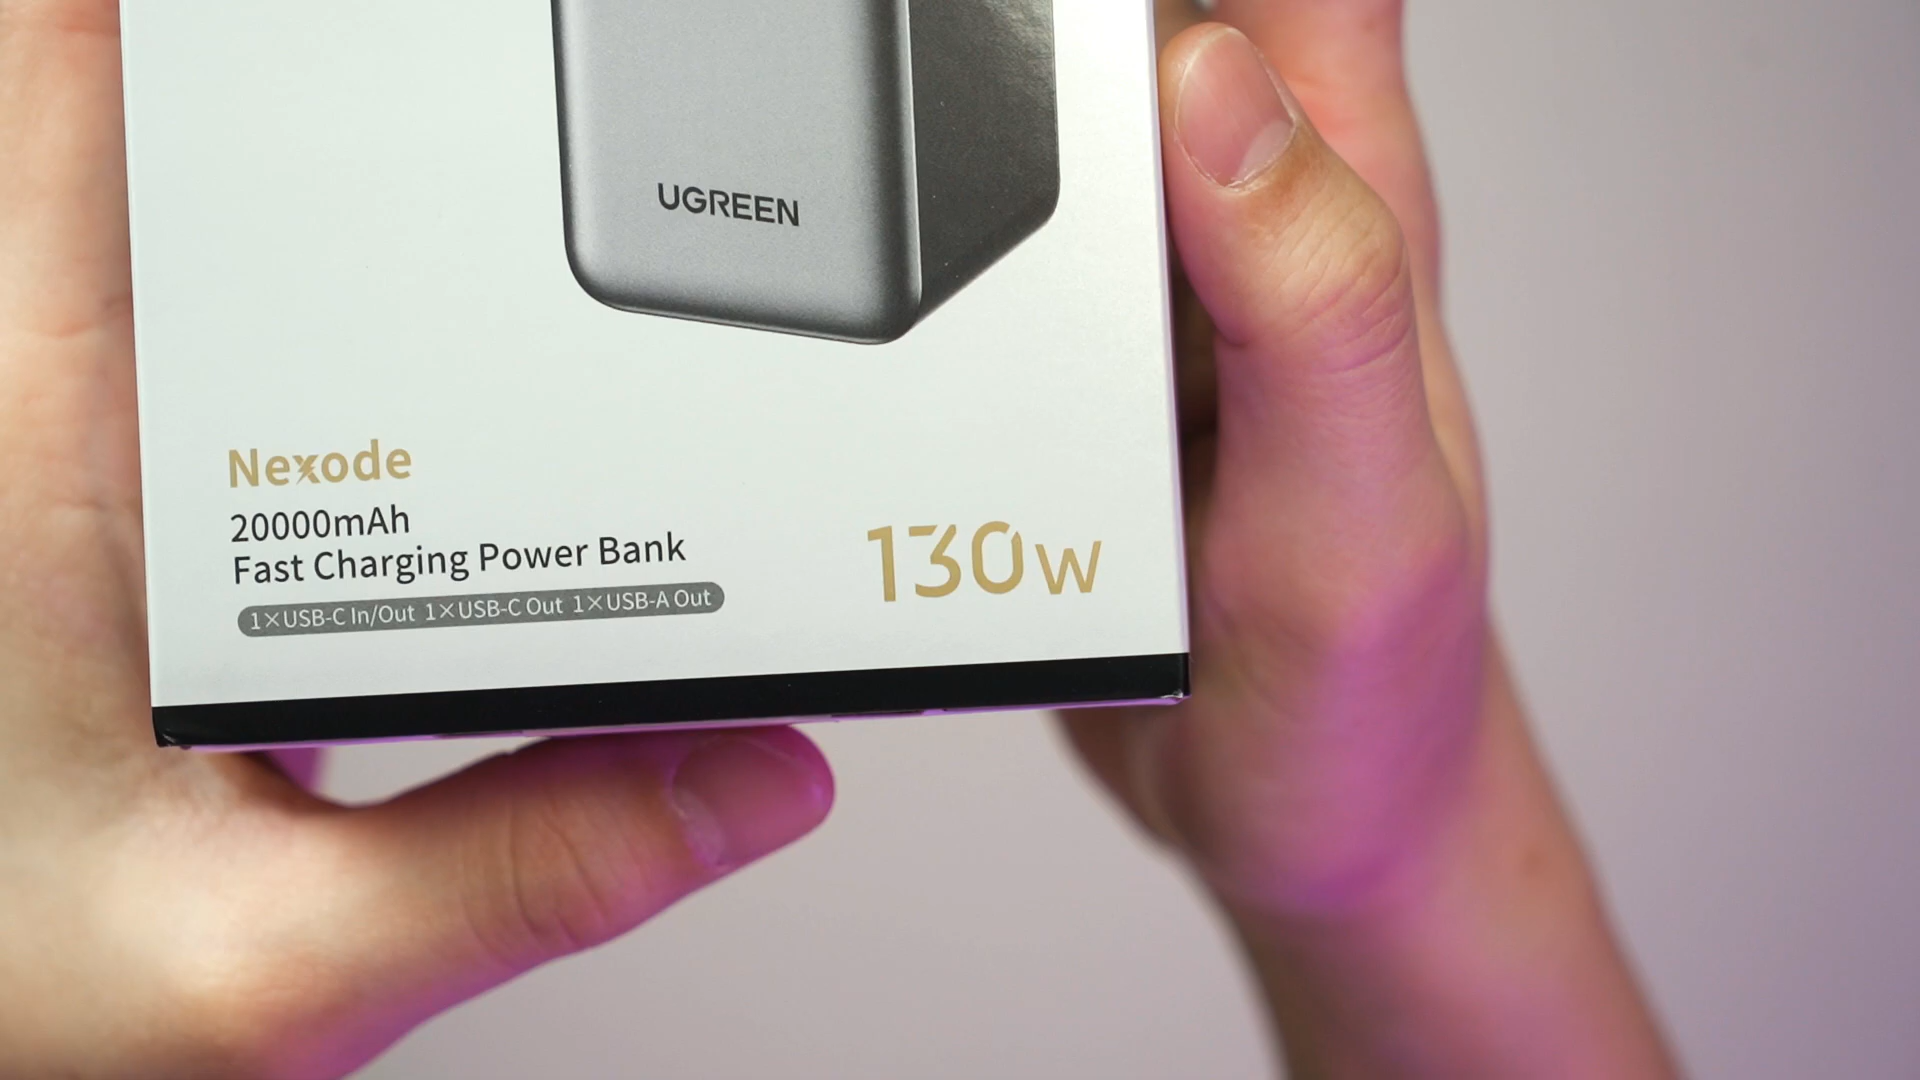 UGREEN
Nexode
20000mAh
Fast Charging Power Bank
1×USB-C In/Out 1×USB-C Out 1×USB-A Out
130W